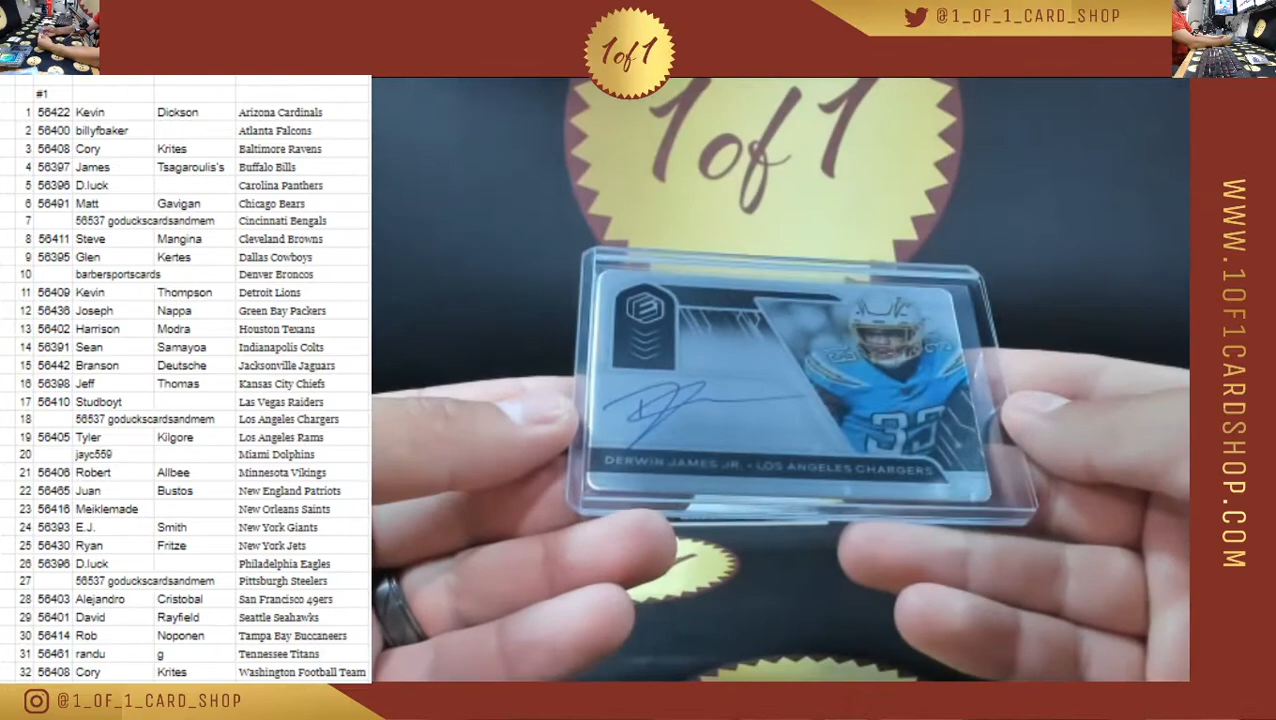 1of1
@1_OF_1_CARD_SHOP
#1
1 56422 Kevin Dickson Arizona Cardinals
2 56400 billyfbaker Atlanta Falcons
3 56408 Cory Krites Baltimore Ravens
4 56397 James Tsagaroulis's Buffalo Bills
5 56396 D.luck Carolina Panthers
6 56491 Matt Gavigan Chicago Bears
7 56537 goduckscardsandmem Cincinnati Bengals
8 56411 Steve Mangina Cleveland Browns
9 56395 Glen Kertes Dallas Cowboys
10 barbersportscards Denver Broncos
11 56409 Kevin Thompson Detroit Lions
12 56436 Joseph Nappa Green Bay Packers
13 56402 Harrison Modra Houston Texans
14 56391 Sean Samayoa Indianapolis Colts
15 56442 Branson Deutsche Jacksonville Jaguars
16 56398 Jeff Thomas Kansas City Chiefs
17 56410 Studboyt Las Vegas Raiders
18 56537 goduckscardsandmem Los Angeles Chargers
19 56405 Tyler Kilgore Los Angeles Rams
20 jayc559 Miami Dolphins
21 56406 Robert Allbee Minnesota Vikings
22 56465 Juan Bustos New England Patriots
23 56416 Meiklemade New Orleans Saints
24 56393 E.J. Smith New York Giants
25 56430 Ryan Fritze New York Jets
26 56396 D.luck Philadelphia Eagles
27 56537 goduckscardsandmem Pittsburgh Steelers
28 56403 Alejandro Cristobal San Francisco 49ers
29 56401 David Rayfield Seattle Seahawks
30 56414 Rob Noponen Tampa Bay Buccaneers
31 56461 randu g Tennessee Titans
32 56408 Cory Krites Washington Football Team
1of1
33
DERWIN JAMES JR. • LOS ANGELES CHARGERS
WWW.1OF1CARDSHOP.COM
@1_OF_1_CARD_SHOP